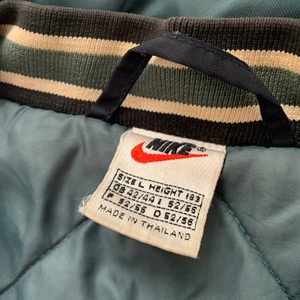 NIKE
SIZE L HEIGHT 183
GB 42/44 I 52/56
F 52/56 D 52/56
MADE IN THAILAND